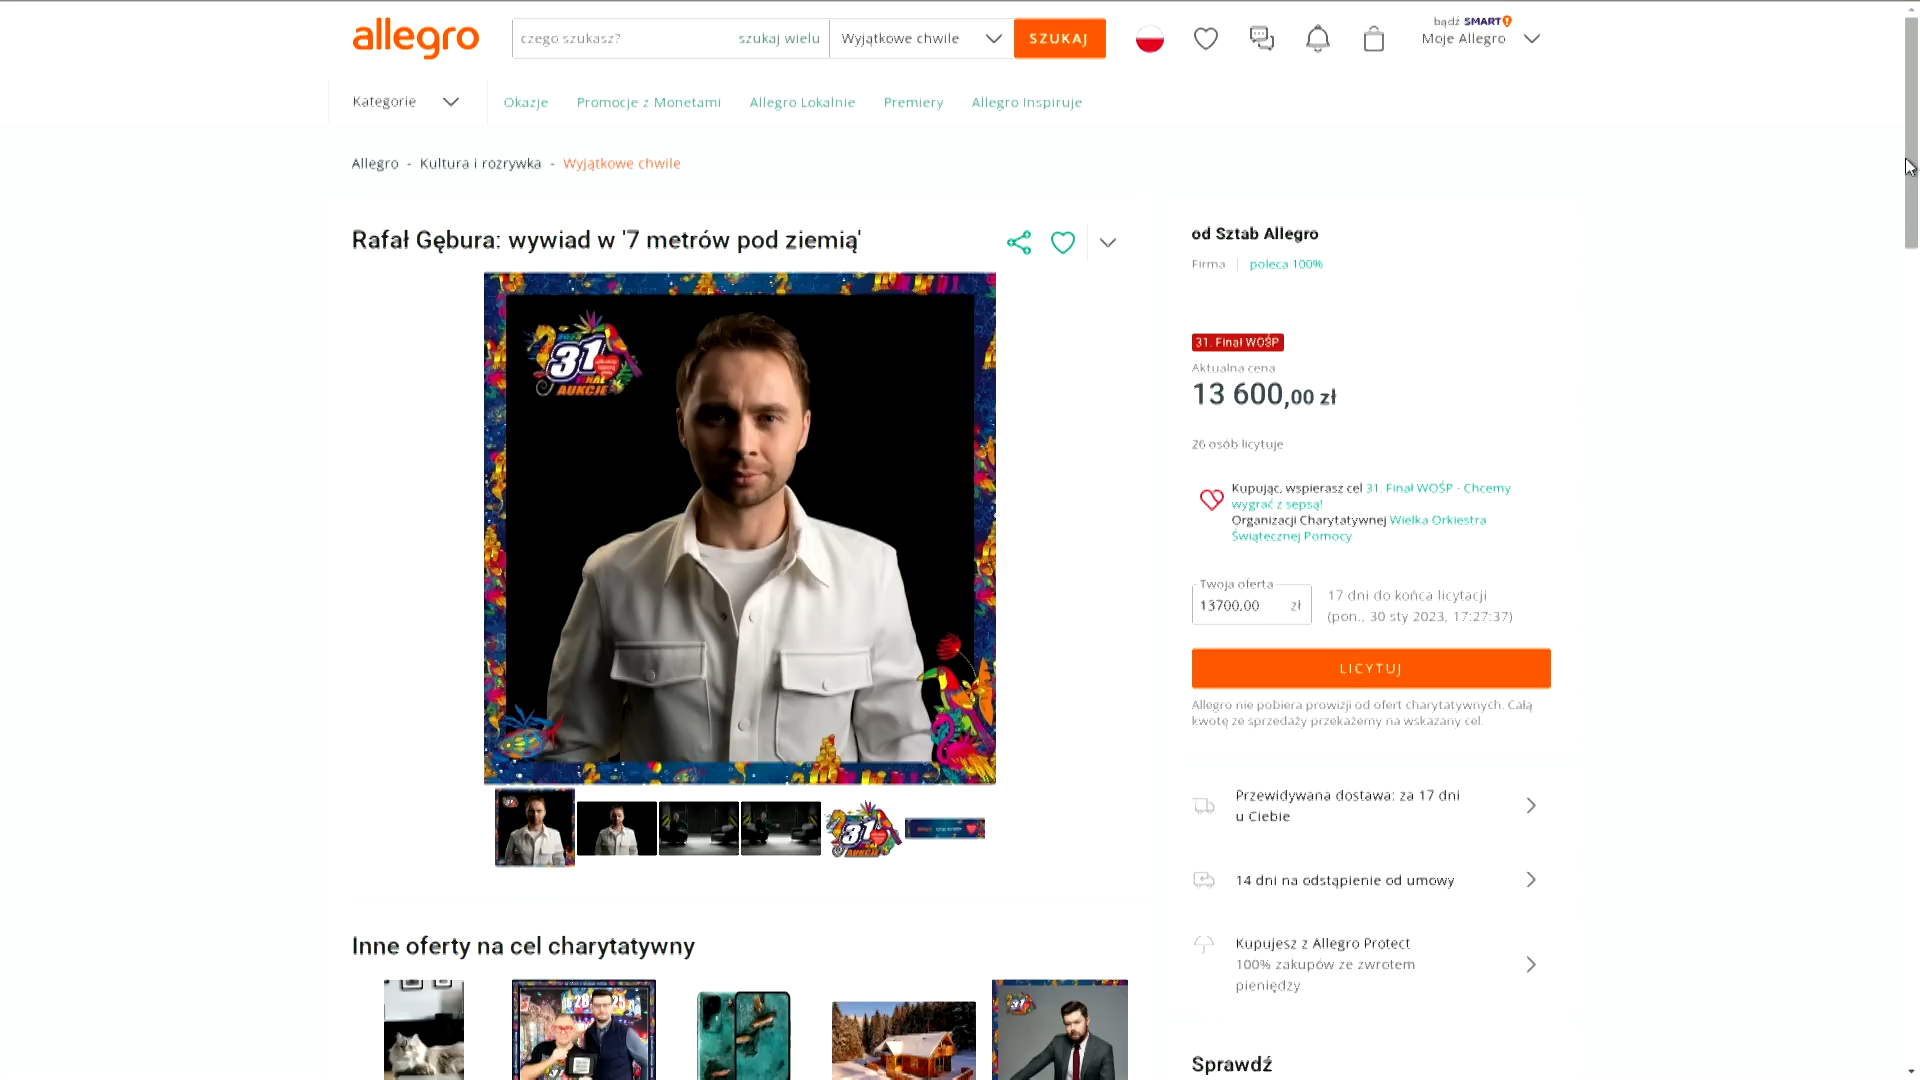 allegro
czego szukasz?
szukaj wielu
Wyjątkowe chwile
SZUKAJ
bądź SMART!
Moje Allegro
Kategorie
Okazje
Promocje z Monetami
Allegro Lokalnie
Premiery
Allegro Inspiruje
Allegro - Kultura i rozrywka - Wyjątkowe chwile
Rafał Gębura: wywiad w '7 metrów pod ziemią'
31
FINAŁ
AUKCJE
od Sztab Allegro
Firma
poleca 100%
31. Finał WOŚP
Aktualna cena
13 600,00 zł
26 osób licytuje
Kupując, wspierasz cel 31. Finał WOŚP - Chcemy
wygrać z sepsą!
Organizacji Charytatywnej Wielka Orkiestra
Świątecznej Pomocy
Twoja oferta
13700.00 zł
17 dni do końca licytacji
(pon., 30 sty 2023, 17:27:37)
LICYTUJ
Allegro nie pobiera prowizji od ofert charytatywnych. Całą
kwotę ze sprzedaży przekażemy na wskazany cel.
Przewidywana dostawa: za 17 dni
u Ciebie
14 dni na odstąpienie od umowy
Kupujesz z Allegro Protect
100% zakupów ze zwrotem
pieniędzy
Inne oferty na cel charytatywny
Sprawdź